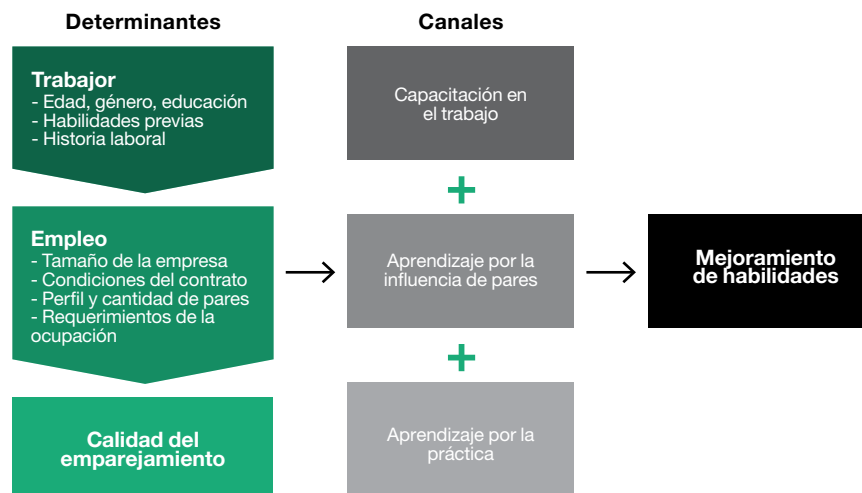 Determinantes
Trabajor
- Edad, género, educación
- Habilidades previas
- Historia laboral
Empleo
- Tamaño de la empresa
- Condiciones del contrato
- Perfil y cantidad de pares
- Requerimientos de la
ocupación
Calidad del
emparejamiento
Canales
Capacitación en
el trabajo
+
Aprendizaje por la
influencia de pares
+
Aprendizaje por la
práctica
Mejoramiento
de habilidades